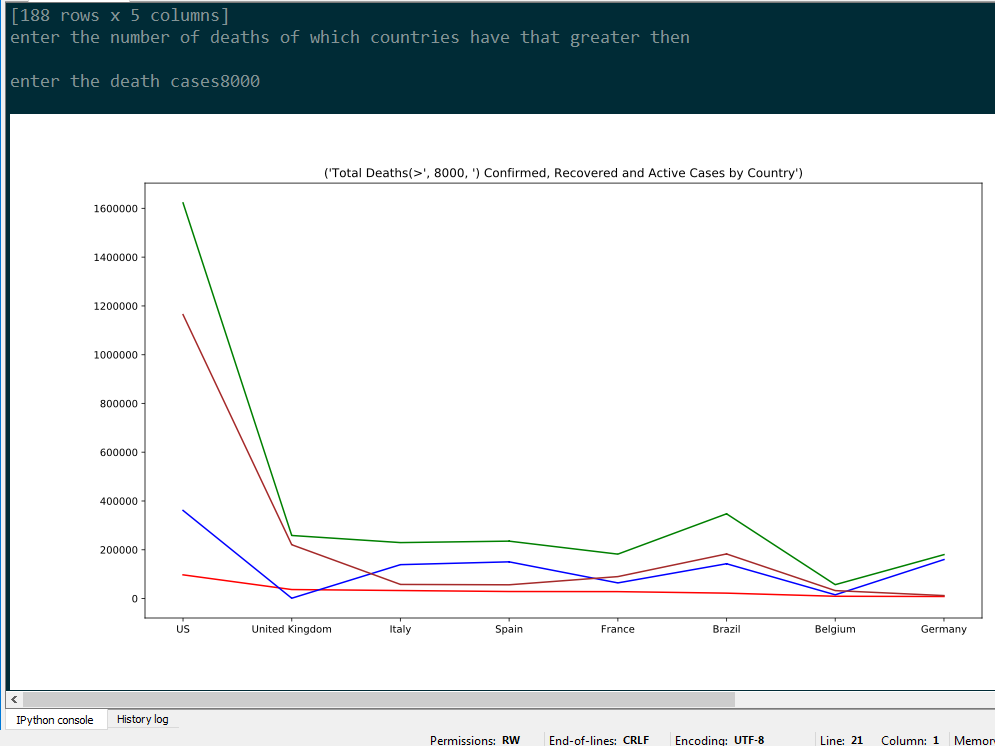 [188 rows x 5 columns]
enter the number of deaths of which countries have that greater then
enter the death cases8000
('Total Deaths(>', 8000, ') Confirmed, Recovered and Active Cases by Country')
1600000
1400000
1200000
1000000
800000
600000
400000
200000
0
US United Kingdom Italy Spain France Brazil Belgium Germany
IPython console History log
Permissions: RW End-of-lines: CRLF Encoding: UTF-8 Line: 21 Column: 1 Memor